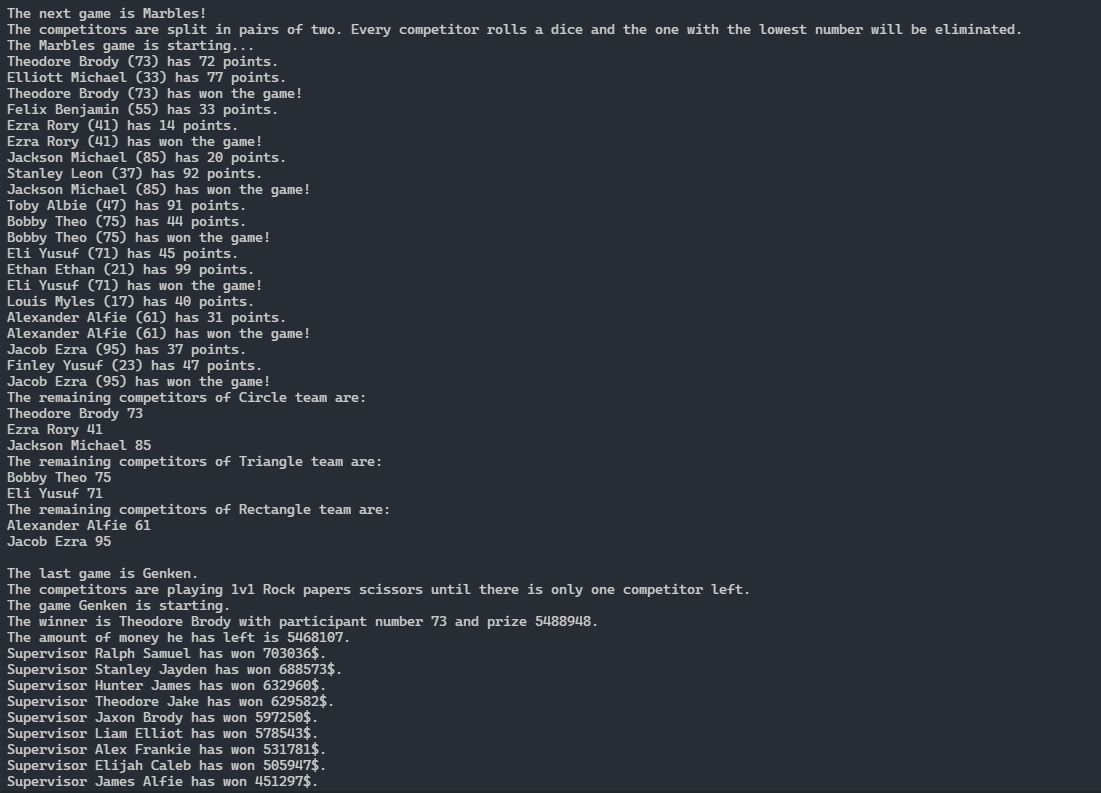 The next game is Marbles!
The competitors are split in pairs of two. Every competitor rolls a dice and the one with the lowest number will be eliminated.
The Marbles game is starting...
Theodore Brody (73) has 72 points.
Elliott Michael (33) has 77 points.
Theodore Brody (73) has won the game!
Felix Benjamin (55) has 33 points.
Ezra Rory (41) has 14 points.
Ezra Rory (41) has won the game!
Jackson Michael (85) has 20 points.
Stanley Leon (37) has 92 points.
Jackson Michael (85) has won the game!
Toby Albie (47) has 91 points.
Bobby Theo (75) has 44 points.
Bobby Theo (75) has won the game!
Eli Yusuf (71) has 45 points.
Ethan Ethan (21) has 99 points.
Eli Yusuf (71) has won the game!
Louis Myles (17) has 40 points.
Alexander Alfie (61) has 31 points.
Alexander Alfie (61) has won the game!
Jacob Ezra (95) has 37 points.
Finley Yusuf (23) has 47 points.
Jacob Ezra (95) has won the game!
The remaining competitors of Circle team are:
Theodore Brody 73
Ezra Rory 41
Jackson Michael 85
The remaining competitors of Triangle team are:
Bobby Theo 75
Eli Yusuf 71
The remaining competitors of Rectangle team are:
Alexander Alfie 61
Jacob Ezra 95
The last game is Genken.
The competitors are playing 1v1 Rock papers scissors until there is only one competitor left.
The game Genken is starting.
The winner is Theodore Brody with participant number 73 and prize 5488948.
The amount of money he has left is 5468107.
Supervisor Ralph Samuel has won 703036$.
Supervisor Stanley Jayden has won 688573$.
Supervisor Hunter James has won 632960$.
Supervisor Theodore Jake has won 629582$.
Supervisor Jaxon Brody has won 597250$.
Supervisor Liam Elliot has won 578543$.
Supervisor Alex Frankie has won 531781$.
Supervisor Elijah Caleb has won 505947$.
Supervisor James Alfie has won 451297$.